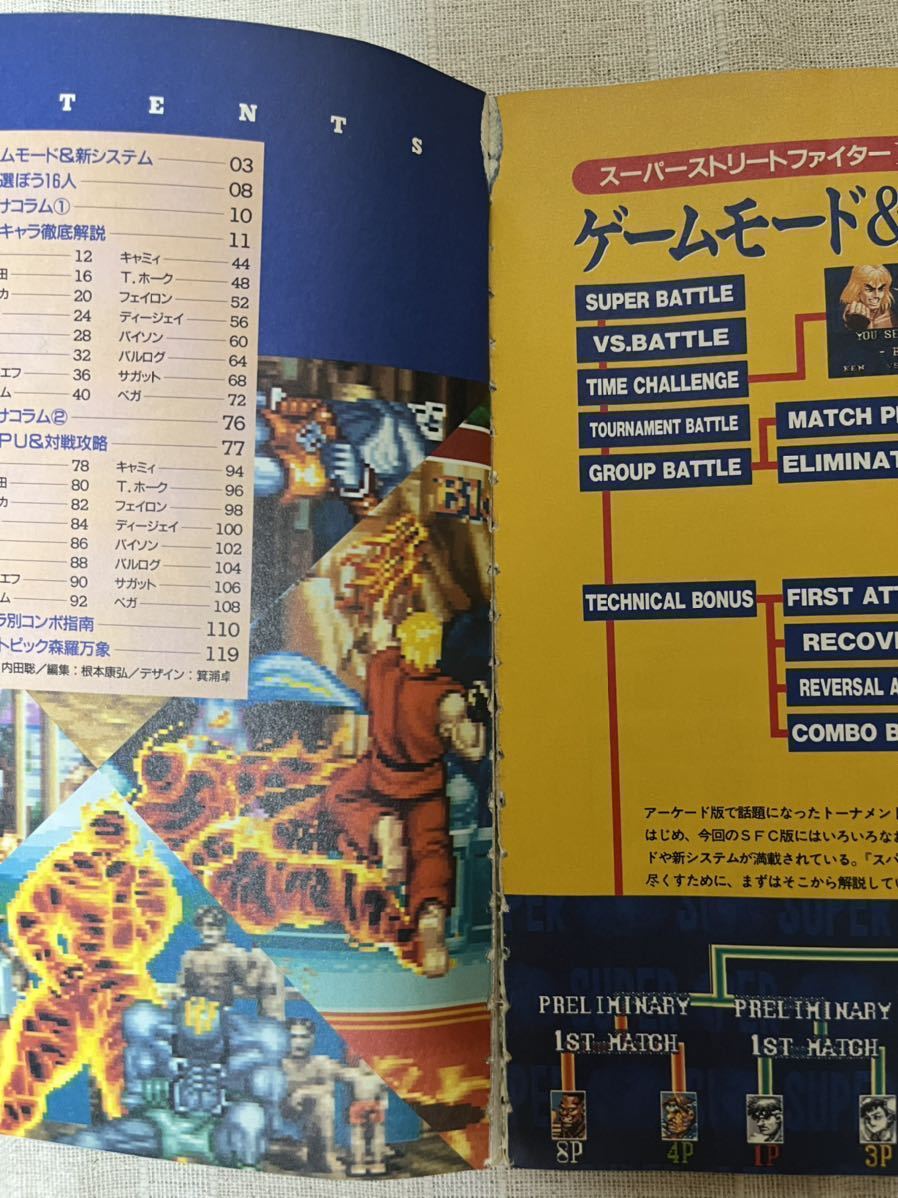 T E N T S
ムモード&新システム 03
選ぼう16人 08
サコラム① 10
キャラ徹底解説 11
12 キャミィ 44
田 16 T.ホーク 48
カ 20 フェイロン 52
24 ディージェイ 56
28 バイソン 60
32 バルログ 64
エフ 36 サガット 68
ム 40 ベガ 72
サコラム② 76
PU&対戦攻略 77
78 キャミィ 94
田 80 T.ホーク 96
カ 82 フェイロン 98
84 ディージェイ 100
86 バイソン 102
88 バルログ 104
エフ 90 サガット 106
ム 92 ベガ 108
ラ別コンボ指南 110
トピック森羅万象 119
内田聡/編集:根本康弘/デザイン:箕浦卓
スーパーストリートファイター
ゲームモード&
SUPER BATTLE
VS.BATTLE
TIME CHALLENGE
TOURNAMENT BATTLE
GROUP BATTLE
MATCH P
ELIMINAT
YOU SE
KEN VS
TECHNICAL BONUS
FIRST ATT
RECOV
REVERSAL A
COMBO B
アーケード版で話題になったトーナメント
はじめ、今回のSFC版にはいろいろな
ドや新システムが満載されている。『スパ
尽くすために、まずはそこから解説してい
PRELIMINARY PRELIMINARY
1ST MATCH 1ST MATCH
8P 4P 1P 3P